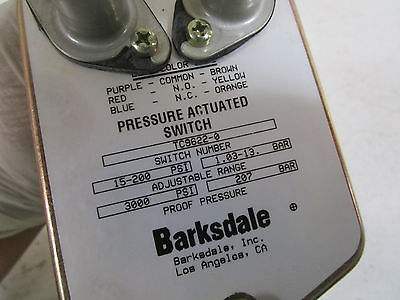 COLOR
PURPLE - COMMON - BROWN
RED - N.O. - YELLOW
BLUE - N.C. - ORANGE
PRESSURE ACTUATED
SWITCH
TC9622-0
SWITCH NUMBER
15-200 PSI 1.03-13. BAR
ADJUSTABLE RANGE
3000 PSI 207 BAR
PROOF PRESSURE
Barksdale
Barksdale, Inc.
Los Angeles, CA